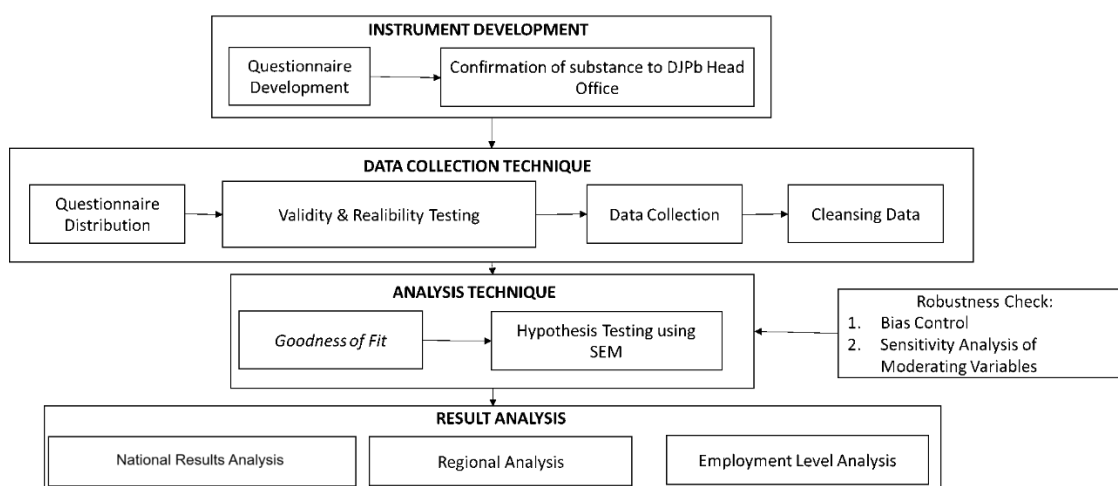 INSTRUMENT DEVELOPMENT
Questionnaire
Development
Confirmation of substance to DJPb Head
Office
DATA COLLECTION TECHNIQUE
Questionnaire
Distribution
Validity & Realibility Testing
Data Collection
Cleansing Data
ANALYSIS TECHNIQUE
Goodness of Fit
Hypothesis Testing using
SEM
Robustness Check:
1. Bias Control
2. Sensitivity Analysis of
Moderating Variables
RESULT ANALYSIS
National Results Analysis
Regional Analysis
Employment Level Analysis